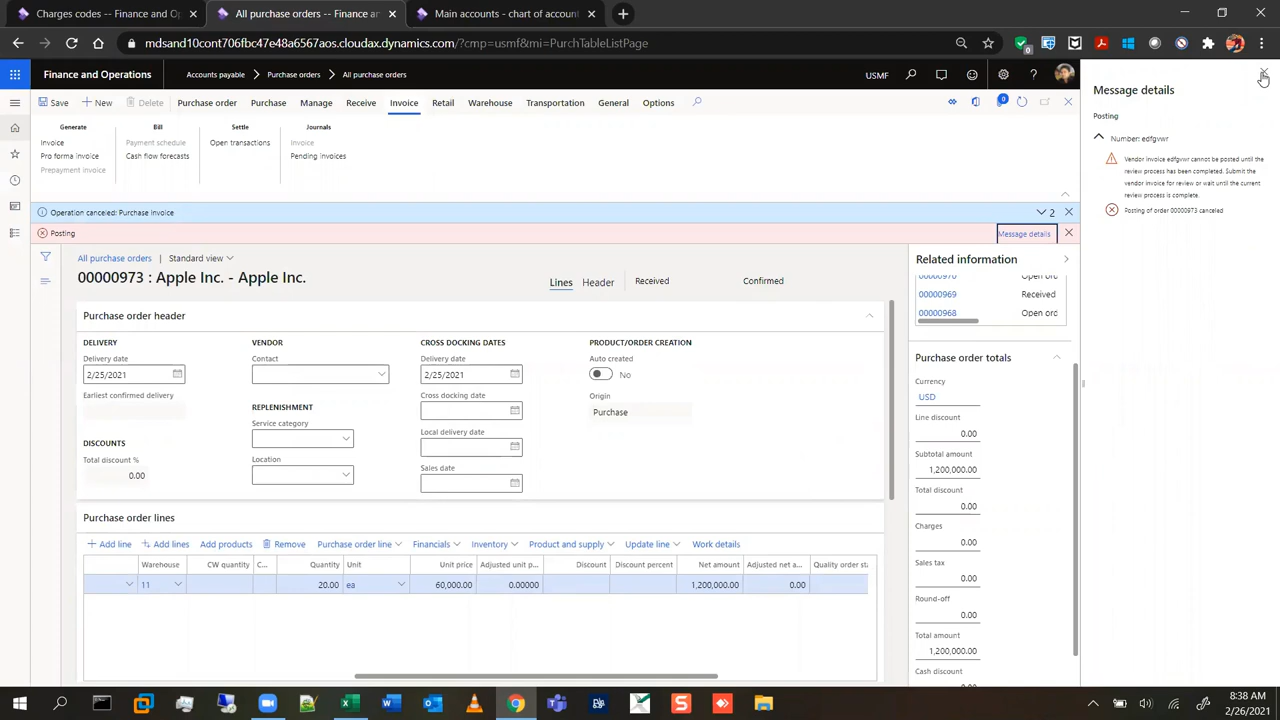 Charges codes -- Finance and Op
All purchase orders -- Finance ar
Main accounts - chart of account
mdsand10cont706fbc47e48a6567aos.cloudax.dynamics.com/?cmp=usmf&mi=PurchTableListPage
Finance and Operations
Accounts payable
Purchase orders
All purchase orders
USMF
Save
New
Delete
Purchase order
Purchase
Manage
Receive
Invoice
Retail
Warehouse
Transportation
General
Options
0
Generate
Invoice
Pro forma invoice
Prepayment invoice
Bill
Payment schedule
Cash flow forecasts
Settle
Open transactions
Journals
Invoice
Pending invoices
Operation canceled: Purchase invoice
2
Posting
Message details
All purchase orders
Standard view
00000973 : Apple Inc. - Apple Inc.
Lines
Header
Received
Confirmed
Purchase order header
DELIVERY
Delivery date
2/25/2021
Earliest confirmed delivery
DISCOUNTS
Total discount %
0.00
VENDOR
Contact
REPLENISHMENT
Service category
Location
CROSS DOCKING DATES
Delivery date
2/25/2021
Cross docking date
Local delivery date
Sales date
PRODUCT/ORDER CREATION
Auto created
No
Origin
Purchase
Purchase order lines
Add line
Add lines
Add products
Remove
Purchase order line
Financials
Inventory
Product and supply
Update line
Work details
Warehouse
CW quantity
C...
Quantity
Unit
Unit price
Adjusted unit p...
Discount
Discount percent
Net amount
Adjusted net a...
Quality order sta
11
20.00
ea
60,000.00
0.00000
1,200,000.00
0.00
Related information
00000970
Open ord
00000969
Received
00000968
Open ord
Purchase order totals
Currency
USD
Line discount
0.00
Subtotal amount
1,200,000.00
Total discount
0.00
Charges
0.00
Sales tax
0.00
Round-off
0.00
Total amount
1,200,000.00
Cash discount
Message details
Posting
Number: edfgvwr
Vendor invoice edfgvwr cannot be posted until the
review process has been completed. Submit the
vendor invoice for review or wait until the current
review process is complete.
Posting of order 00000973 canceled
8:38 AM
2/26/2021